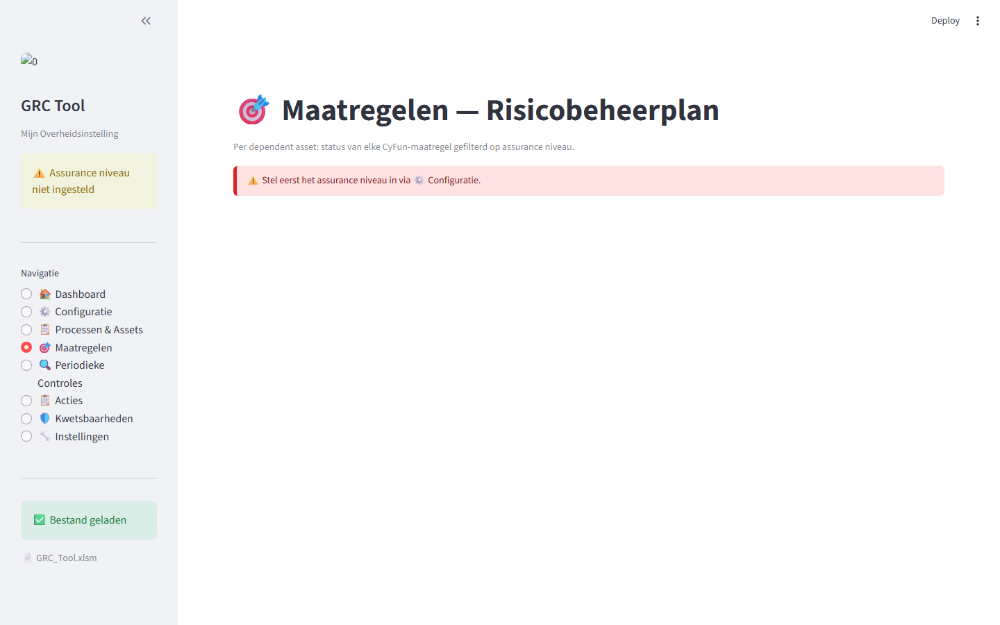 Deploy
0
GRC Tool
Mijn Overheidsinstelling
⚠️ Assurance niveau
niet ingesteld
Navigatie
🏠 Dashboard
⚙️ Configuratie
📋 Processen & Assets
🎯 Maatregelen
🔍 Periodieke
Controles
📋 Acties
🛡️ Kwetsbaarheden
🔧 Instellingen
✅ Bestand geladen
📄 GRC_Tool.xlsm
🎯 Maatregelen — Risicobeheerplan
Per dependent asset: status van elke CyFun-maatregel gefilterd op assurance niveau.
⚠️ Stel eerst het assurance niveau in via ⚙️ Configuratie.